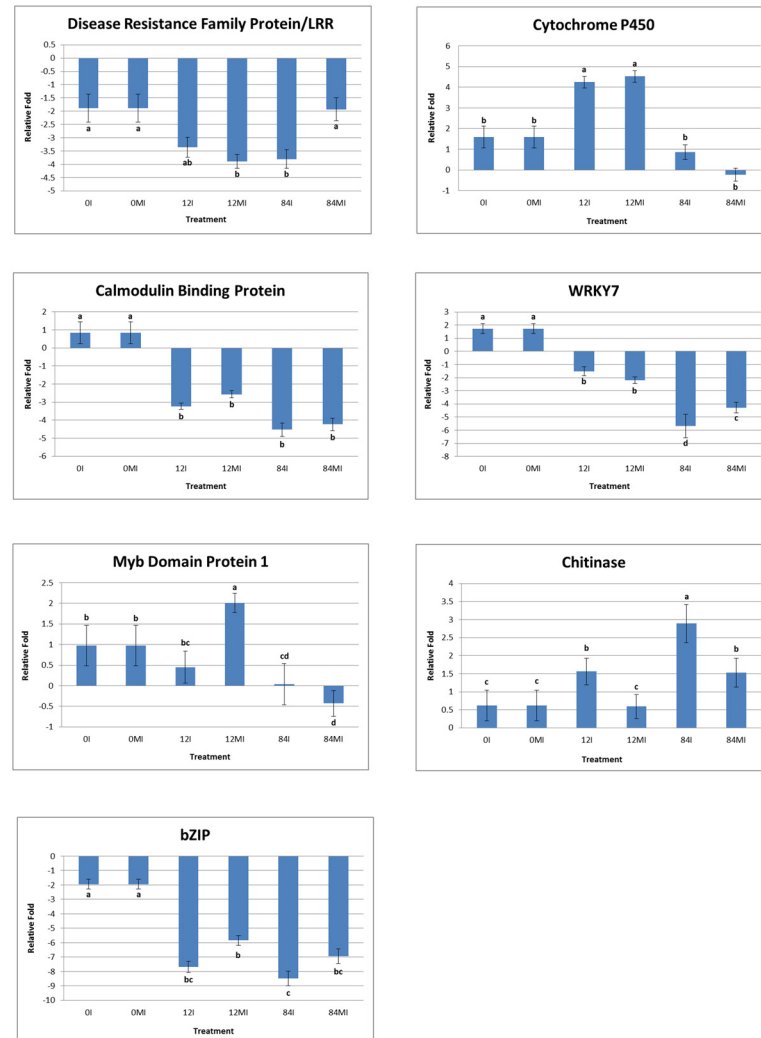 Disease Resistance Family Protein/LRR
0.5
0
-0.5
-1
-1.5
-2
-2.5
-3
-3.5
-4
-4.5
-5
Relative Fold
a a ab b b a
0I 0MI 12I 12MI 84I 84MI
Treatment
Cytochrome P450
6
5
4
3
2
1
0
1
Relative Fold
b b a a b b
0I 0MI 12I 12MI 84I 84MI
Treatment
Calmodulin Binding Protein
2
1
0
-1
-2
-3
-4
-5
-6
Relative Fold
a a b b b b
0I 0MI 12I 12MI 84I 84MI
Treatment
WRKY7
3
2
1
0
-1
-2
-3
-4
-5
-6
-7
-8
Relative Fold
a a b b d c
0I 0MI 12I 12MI 84I 84MI
Treatment
Myb Domain Protein 1
2.5
2
1.5
1
0.5
0
-0.5
-1
Relative Fold
b b bc a cd d
0I 0MI 12I 12MI 84I 84MI
Treatment
Chitinase
4
3.5
3
2.5
2
1.5
1
0.5
0
Relative Fold
c c b c a b
0I 0MI 12I 12MI 84I 84MI
Treatment
bZIP
0
-1
-2
-3
-4
-5
-6
-7
-8
-9
-10
Relative Fold
a a bc b c bc
0I 0MI 12I 12MI 84I 84MI
Treatment